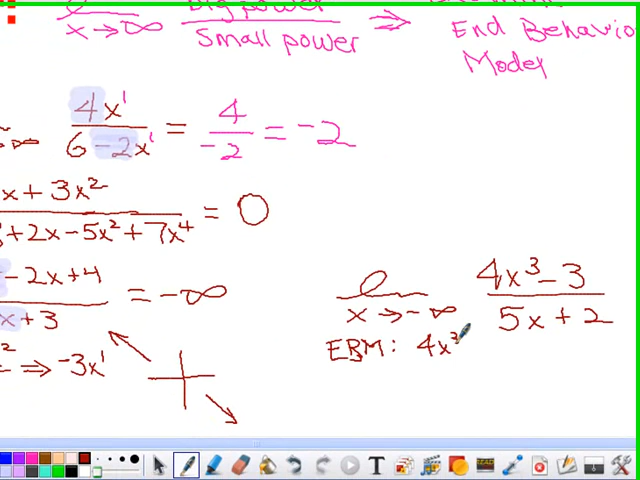 x→∞ Big power / Small power ⇒
End Behavior
Model
4x¹ / 6 -2x¹ = 4 / -2 = -2
x + 3x² / + 2x - 5x² + 7x⁴ = 0
- 2x + 4 / x + 3 = -∞
⇒ -3x¹
x → -∞ 4x³ - 3 / 5x + 2
EBM: 4x³